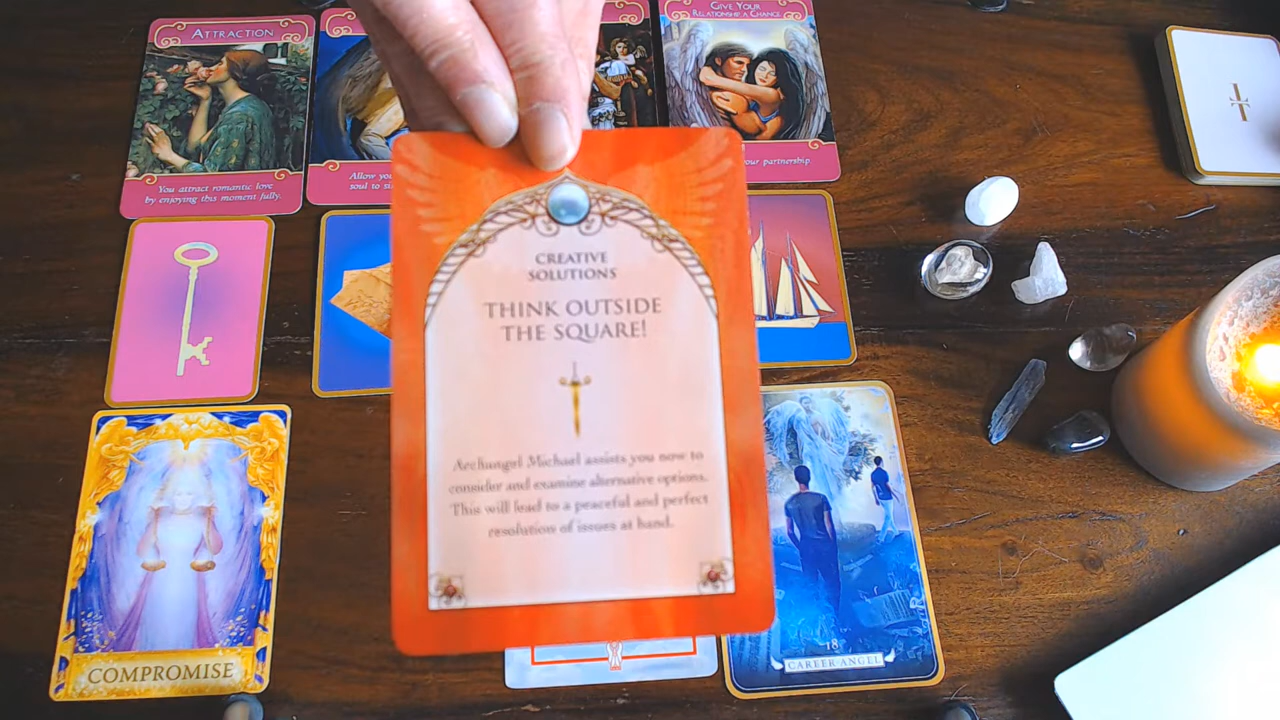 ATTRACTION
You attract romantic love
by enjoying this moment fully.
Allow
soul to
GIVE YOUR
RELATIONSHIP A CHANCE
your partnership.
CREATIVE
SOLUTIONS
THINK OUTSIDE
THE SQUARE!
Archangel Michael assists you now to
consider and examine alternative options.
This will lead to a peaceful and perfect
resolution of issues at hand.
COMPROMISE
18
CAREER ANGEL